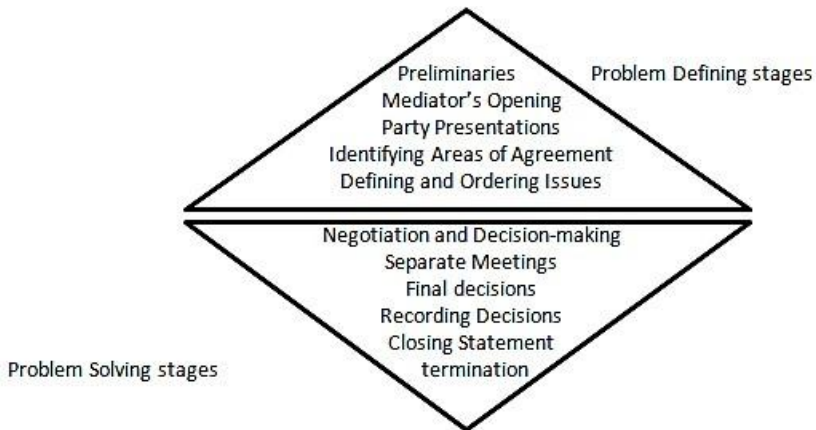 Preliminaries
Problem Defining stages
Mediator's Opening
Party Presentations
Identifying Areas of Agreement
Defining and Ordering Issues
Negotiation and Decision-making
Separate Meetings
Final decisions
Recording Decisions
Closing Statement
Problem Solving stages
termination